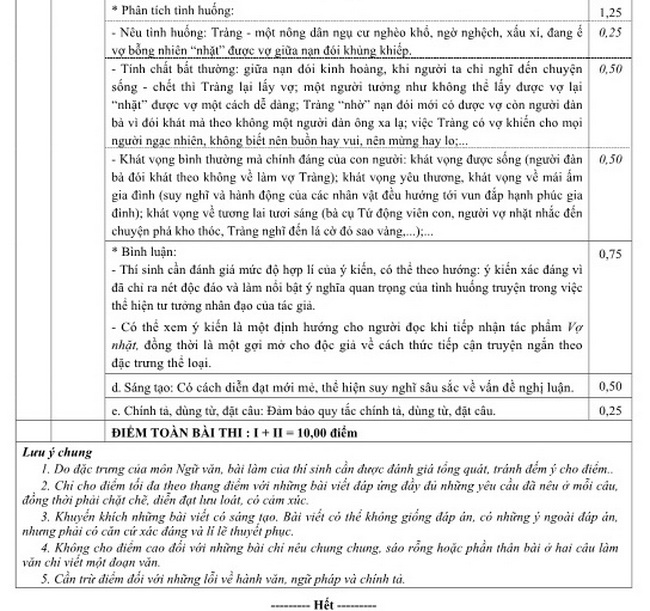 * Phân tích tình huống: 1,25
- Nêu tình huống: Tràng - một nông dân ngụ cư nghèo khổ, ngờ nghệch, xấu xí, đang ế 0,25
vợ bỗng nhiên “nhặt” được vợ giữa nạn đói khủng khiếp.
- Tính chất bất thường: giữa nạn đói kinh hoàng, khi người ta chỉ nghĩ đến chuyện 0,50
sống - chết thì Tràng lại lấy vợ; một người tưởng như không thể lấy được vợ lại
“nhặt” được vợ một cách dễ dàng; Tràng “nhờ” nạn đói mới có được vợ còn người đàn
bà vì đói khát mà theo không một người đàn ông xa lạ; việc Tràng có vợ khiến cho mọi
người ngạc nhiên, không biết nên buồn hay vui, nên mừng hay lo;...
- Khát vọng bình thường mà chính đáng của con người: khát vọng được sống (người đàn 0,50
bà đói khát theo không về làm vợ Tràng); khát vọng yêu thương, khát vọng về mái ấm
gia đình (suy nghĩ và hành động của các nhân vật đều hướng tới vun đắp hạnh phúc gia
đình); khát vọng về tương lai tươi sáng (bà cụ Tứ động viên con, người vợ nhặt nhắc đến
chuyện phá kho thóc, Tràng nghĩ đến lá cờ đỏ sao vàng,...);...
* Bình luận: 0,75
- Thí sinh cần đánh giá mức độ hợp lí của ý kiến, có thể theo hướng: ý kiến xác đáng vì
đã chỉ ra nét độc đáo và làm nổi bật ý nghĩa quan trọng của tình huống truyện trong việc
thể hiện tư tưởng nhân đạo của tác giả.
- Có thể xem ý kiến là một định hướng cho người đọc khi tiếp nhận tác phẩm Vợ
nhặt, đồng thời là một gợi mở cho độc giả về cách thức tiếp cận truyện ngắn theo
đặc trưng thể loại.
d. Sáng tạo: Có cách diễn đạt mới mẻ, thể hiện suy nghĩ sâu sắc về vấn đề nghị luận. 0,50
e. Chính tả, dùng từ, đặt câu: Đảm bảo quy tắc chính tả, dùng từ, đặt câu. 0,25
ĐIỂM TOÀN BÀI THI : I + II = 10,00 điểm
Lưu ý chung
1. Do đặc trưng của môn Ngữ văn, bài làm của thí sinh cần được đánh giá tổng quát, tránh đếm ý cho điểm..
2. Chỉ cho điểm tối đa theo thang điểm với những bài viết đáp ứng đầy đủ những yêu cầu đã nêu ở mỗi câu,
đồng thời phải chặt chẽ, diễn đạt lưu loát, có cảm xúc.
3. Khuyến khích những bài viết có sáng tạo. Bài viết có thể không giống đáp án, có những ý ngoài đáp án,
nhưng phải có căn cứ xác đáng và lí lẽ thuyết phục.
4. Không cho điểm cao đối với những bài chỉ nêu chung chung, sáo rỗng hoặc phần thân bài ở hai câu làm
văn chỉ viết một đoạn văn.
5. Cần trừ điểm đối với những lỗi về hành văn, ngữ pháp và chính tả.
--------- Hết ---------